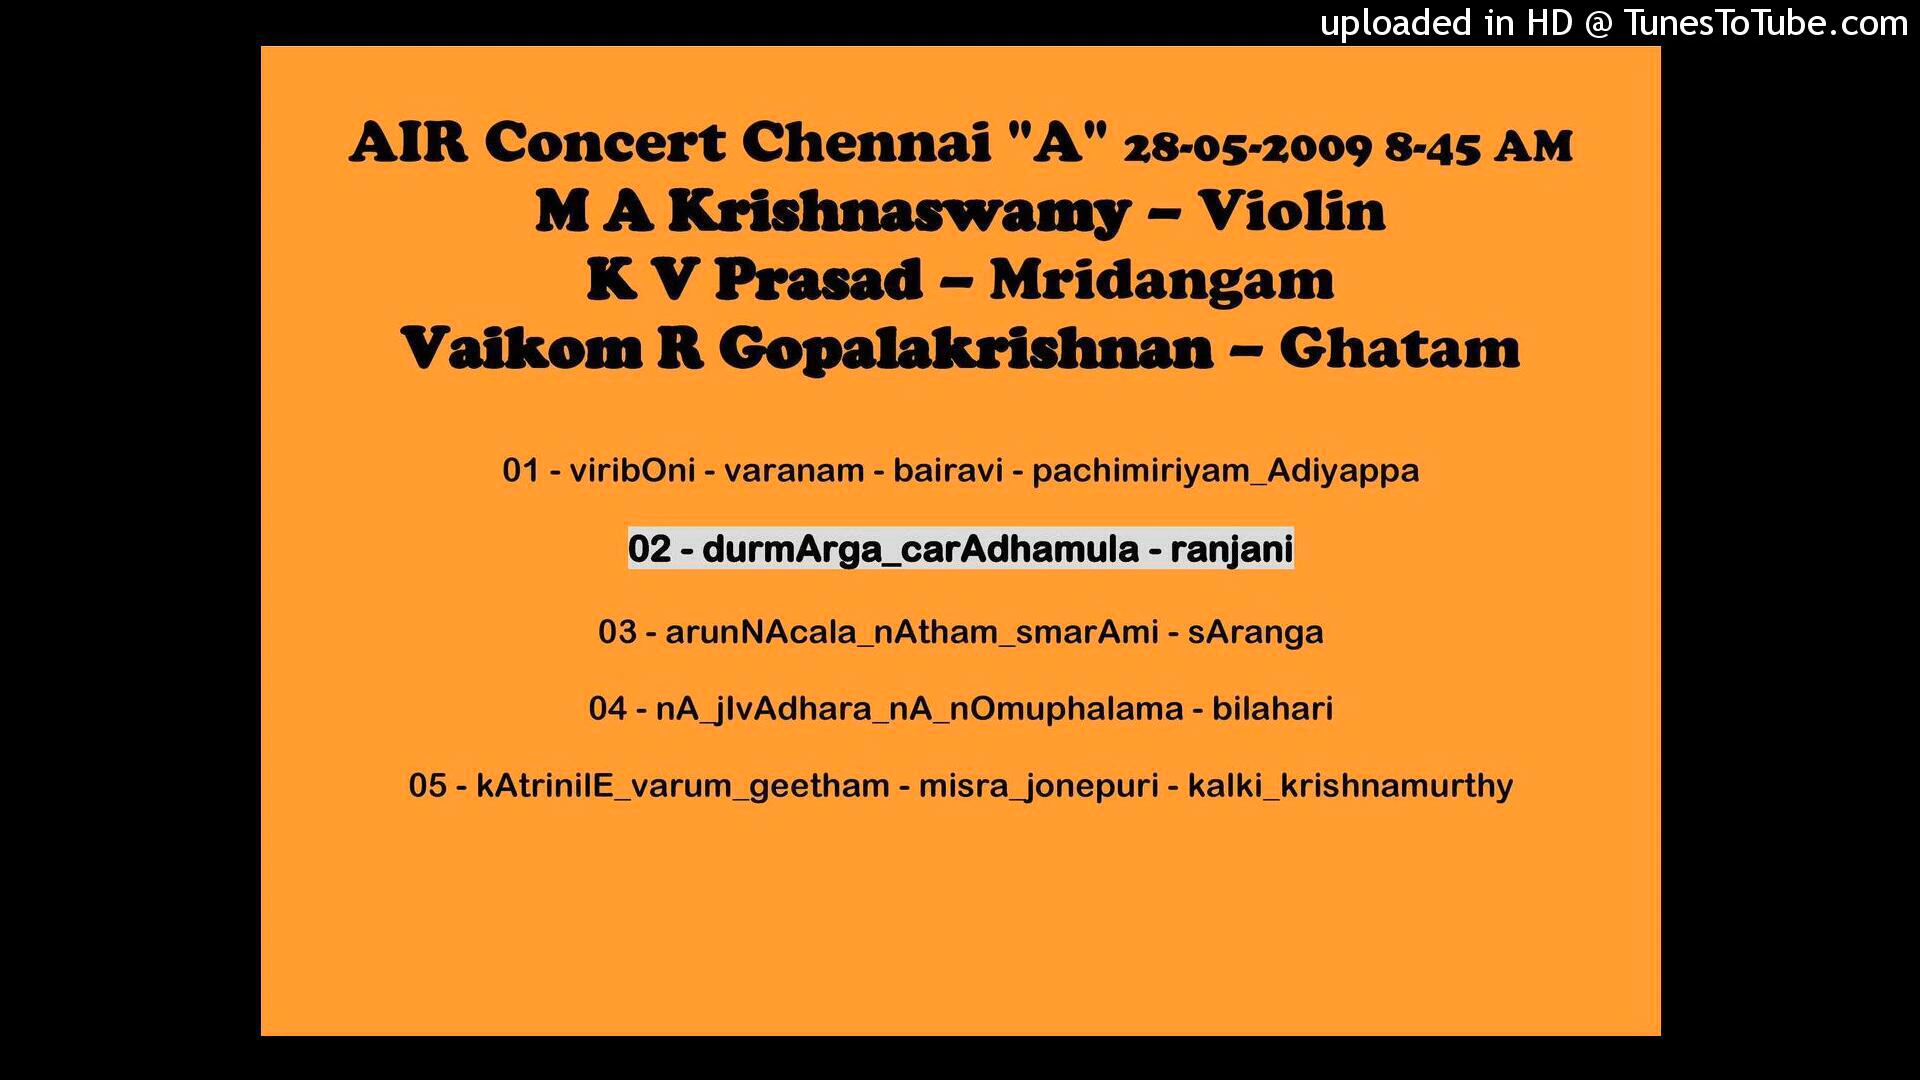 uploaded in HD @ TunesToTube.com
AIR Concert Chennai "A" 28-05-2009 8-45 AM
M A Krishnaswamy – Violin
K V Prasad – Mridangam
Vaikom R Gopalakrishnan – Ghatam
01 - viribOni - varanam - bairavi - pachimiriyam_Adiyappa
02 - durmArga_carAdhamula - ranjani
03 - arunNAcala_nAtham_smarAmi - sAranga
04 - nA_jIvAdhara_nA_nOmuphalama - bilahari
05 - kAtrinilE_varum_geetham - misra_jonepuri - kalki_krishnamurthy